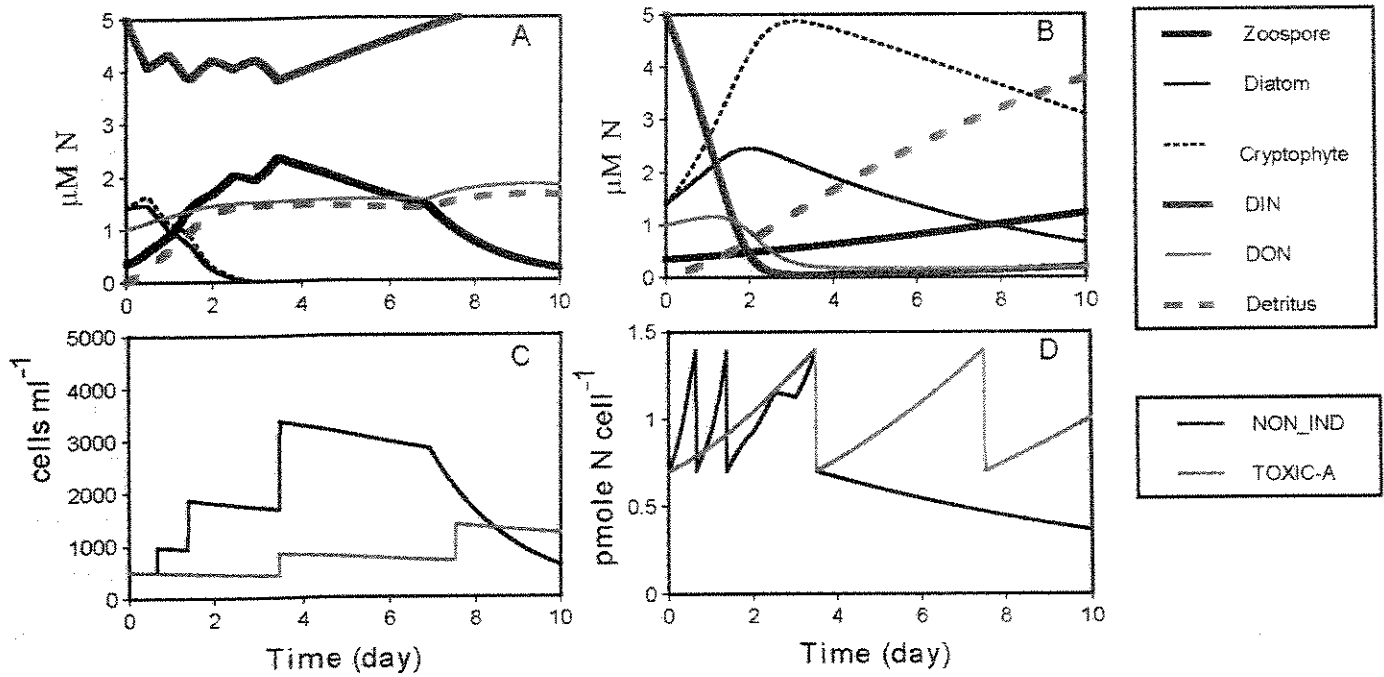 A
5
4
3
2
1
0
μM N
0 2 4 6 8 10
B
5
4
3
2
1
0
μM N
0 2 4 6 8 10
Zoospore
Diatom
Cryptophyte
DIN
DON
Detritus
C
5000
4000
3000
2000
1000
0
cells ml⁻¹
0 2 4 6 8 10
Time (day)
D
1.5
1
0.5
0
pmole N cell⁻¹
0 2 4 6 8 10
Time (day)
NON_IND
TOXIC-A